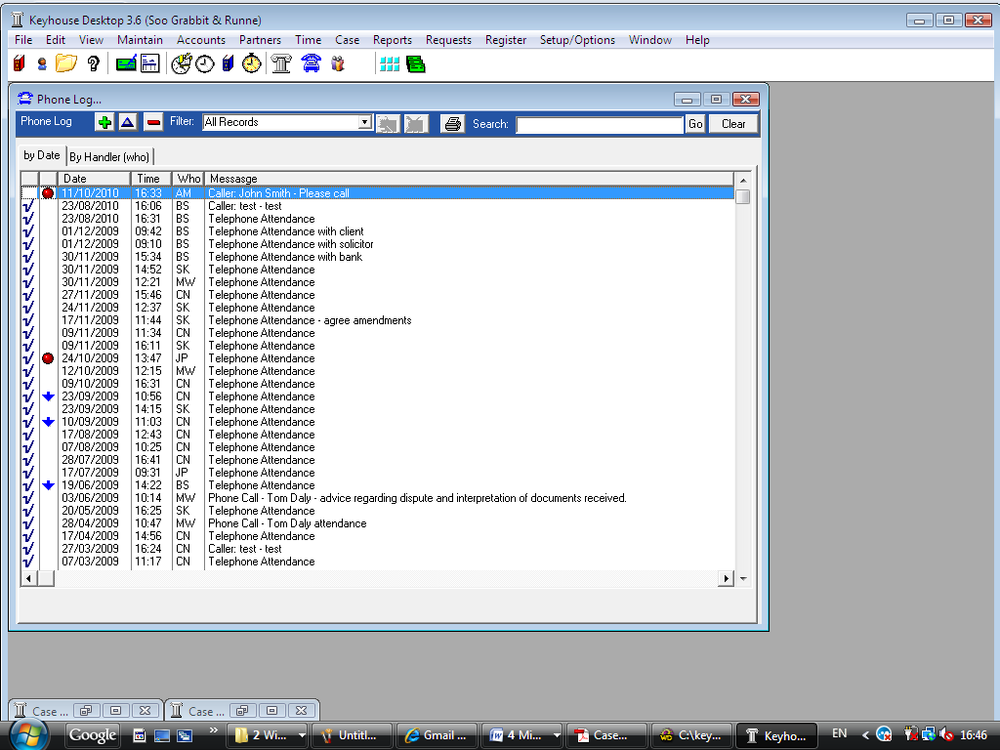 Keyhouse Desktop 3.6 (Soo Grabbit & Runne)
File Edit View Maintain Accounts Partners Time Case Reports Requests Register Setup/Options Window Help
Phone Log...
Phone Log Filter: All Records Search: Go Clear
by Date By Handler (who)
Date Time Who Messasge
11/10/2010 16:33 AM Caller: John Smith - Please call
23/08/2010 16:06 BS Caller: test - test
23/08/2010 16:31 BS Telephone Attendance
01/12/2009 09:42 BS Telephone Attendance with client
01/12/2009 09:10 BS Telephone Attendance with solicitor
30/11/2009 15:34 BS Telephone Attendance with bank
30/11/2009 14:52 SK Telephone Attendance
30/11/2009 12:21 MW Telephone Attendance
27/11/2009 15:46 CN Telephone Attendance
24/11/2009 12:37 SK Telephone Attendance
17/11/2009 11:44 SK Telephone Attendance - agree amendments
09/11/2009 11:34 CN Telephone Attendance
09/11/2009 16:11 SK Telephone Attendance
24/10/2009 13:47 JP Telephone Attendance
12/10/2009 12:15 MW Telephone Attendance
09/10/2009 16:31 CN Telephone Attendance
23/09/2009 10:56 CN Telephone Attendance
23/09/2009 14:15 SK Telephone Attendance
10/09/2009 11:03 CN Telephone Attendance
17/08/2009 12:43 CN Telephone Attendance
07/08/2009 10:25 CN Telephone Attendance
28/07/2009 16:41 CN Telephone Attendance
17/07/2009 09:31 JP Telephone Attendance
19/06/2009 14:22 BS Telephone Attendance
03/06/2009 10:14 MW Phone Call - Tom Daly - advice regarding dispute and interpretation of documents received.
20/05/2009 16:25 SK Telephone Attendance
28/04/2009 10:47 MW Phone Call - Tom Daly attendance
17/04/2009 14:56 CN Telephone Attendance
27/03/2009 16:24 CN Caller: test - test
07/03/2009 11:17 CN Telephone Attendance
Case ... Case ...
Google » 2 Wi... Untitl... Gmail ... 4 Mi... Case... C:\key... Keyho... EN < 16:46